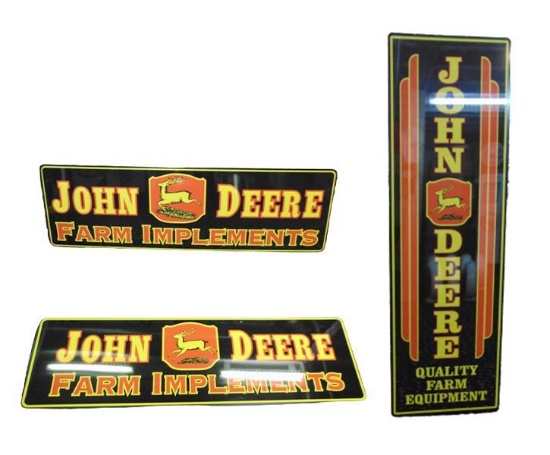 JOHN DEERE
FARM IMPLEMENTS
JOHN DEERE
FARM IMPLEMENTS
JOHN DEERE
QUALITY
FARM
EQUIPMENT